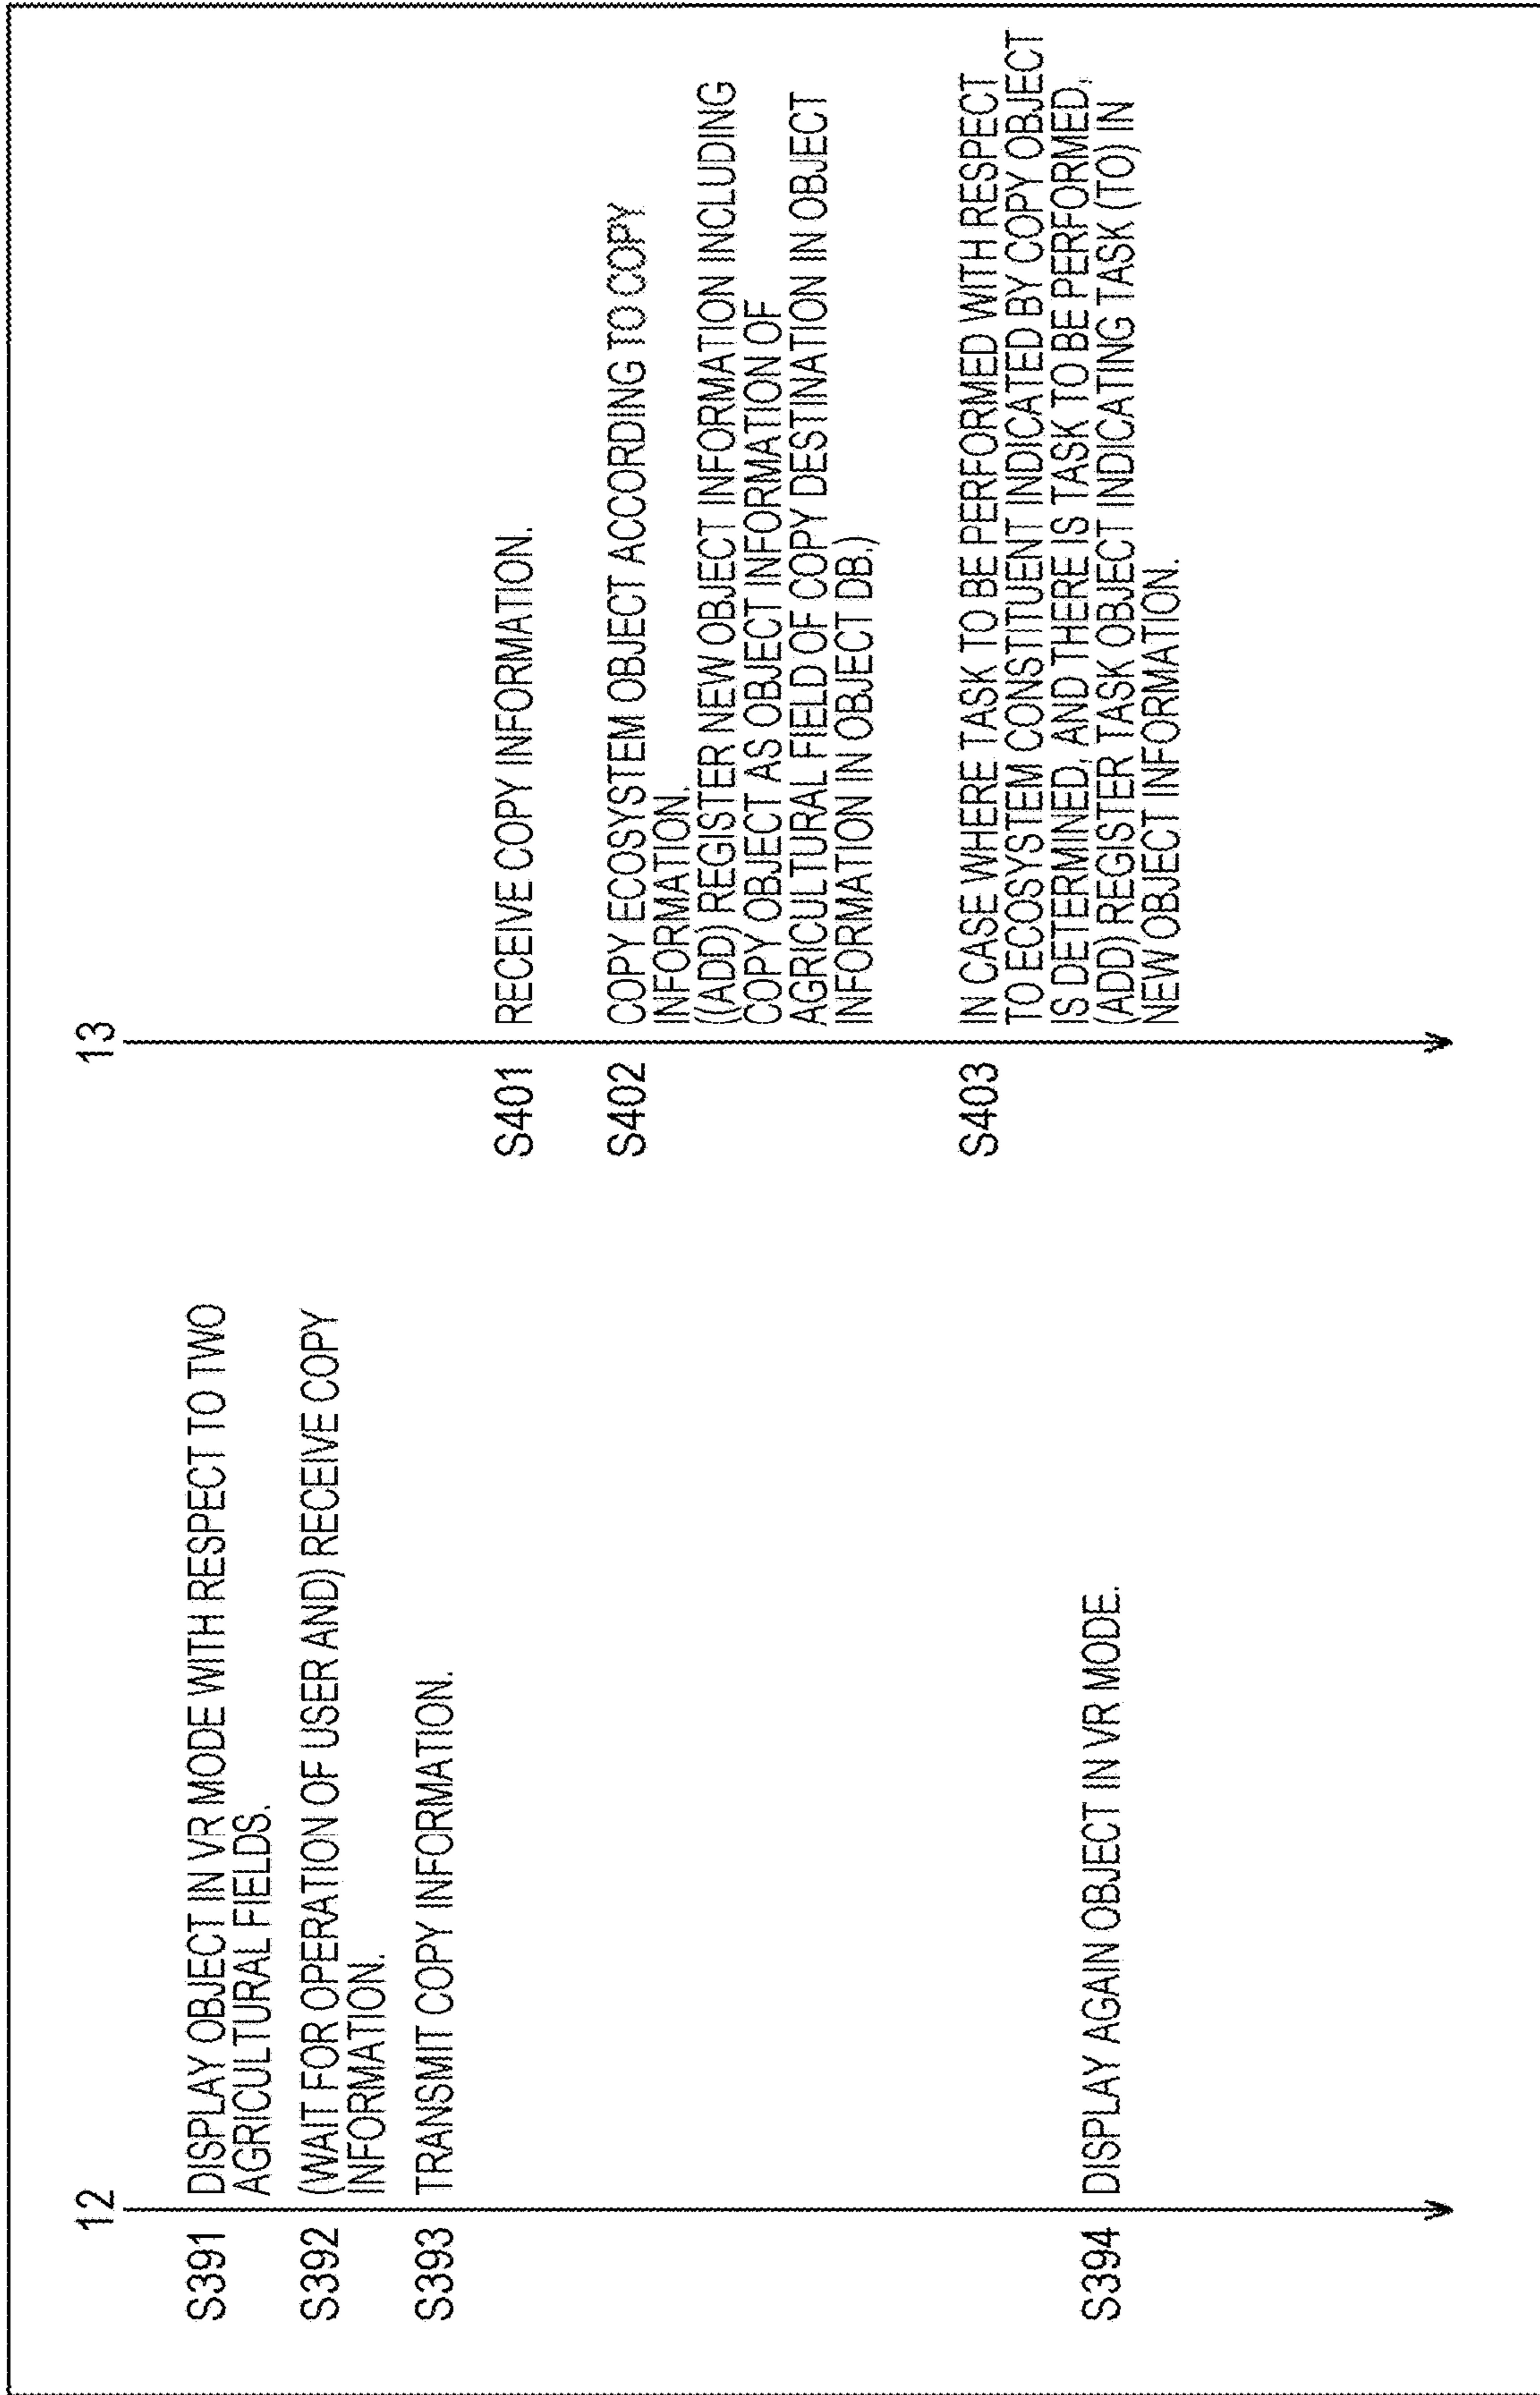 12
S391 DISPLAY OBJECT IN VR MODE WITH RESPECT TO TWO
AGRICULTURAL FIELDS.
S392 (WAIT FOR OPERATION OF USER AND) RECEIVE COPY
INFORMATION.
S393 TRANSMIT COPY INFORMATION.
S394 DISPLAY AGAIN OBJECT IN VR MODE.
13
S401 RECEIVE COPY INFORMATION.
S402 COPY ECOSYSTEM OBJECT ACCORDING TO COPY
INFORMATION.
((ADD) REGISTER NEW OBJECT INFORMATION INCLUDING
COPY OBJECT AS OBJECT INFORMATION OF
AGRICULTURAL FIELD OF COPY DESTINATION IN OBJECT
INFORMATION IN OBJECT DB.)
S403 IN CASE WHERE TASK TO BE PERFORMED WITH RESPECT
TO ECOSYSTEM CONSTITUENT INDICATED BY COPY OBJECT
IS DETERMINED, AND THERE IS TASK TO BE PERFORMED,
(ADD) REGISTER TASK OBJECT INDICATING TASK (TO) IN
NEW OBJECT INFORMATION.